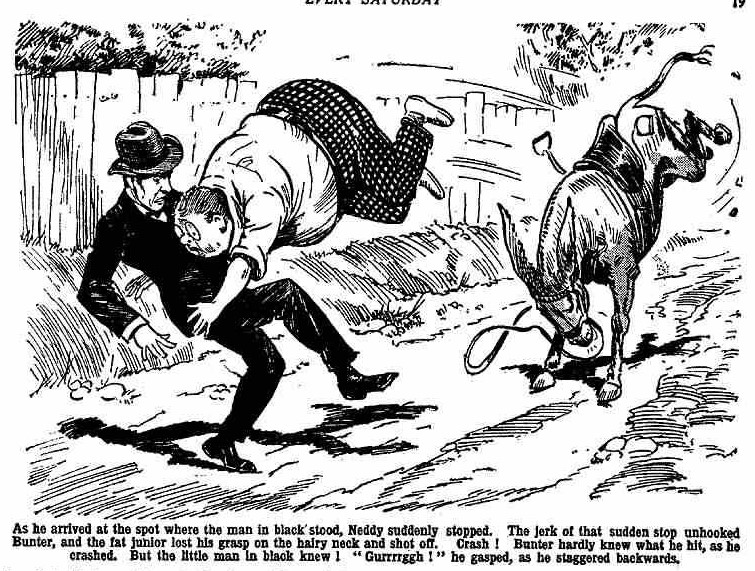 EVERY SATURDAY
19
As he arrived at the spot where the man in black stood, Neddy suddenly stopped. The jerk of that sudden stop unhooked
Bunter, and the fat junior lost his grasp on the hairy neck and shot off. Crash ! Bunter hardly knew what he hit, as he
crashed. But the little man in black knew ! “ Gurrrrggh ! ” he gasped, as he staggered backwards.